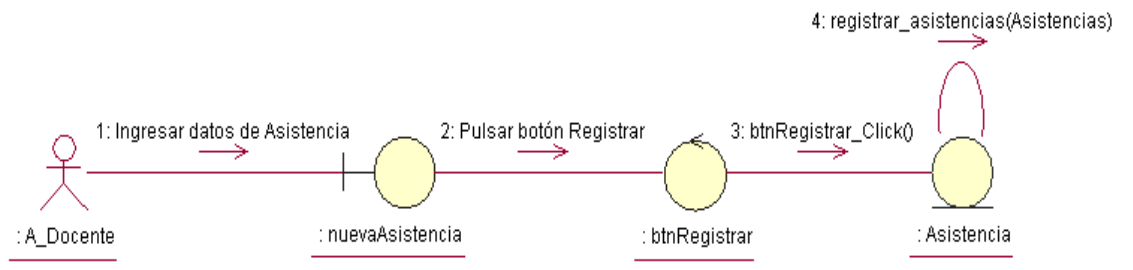 4: registrar_asistencias(Asistencias)
1: Ingresar datos de Asistencia
2: Pulsar botón Registrar
3: btnRegistrar_Click()
: A_Docente
: nuevaAsistencia
: btnRegistrar
: Asistencia